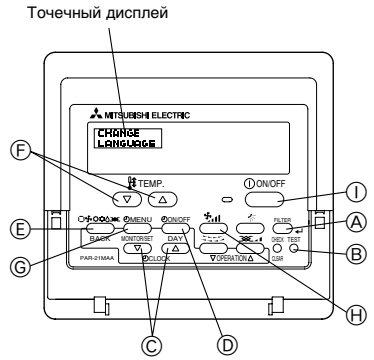 Точечный дисплей
MITSUBISHI ELECTRIC
CHANGE
LANGUAGE
F
TEMP.
ON/OFF
I
E
MENU
ON/OFF
FILTER
A
BACK
MONITOR/SET
DAY
CHECK
TEST
B
G
PAR-21MAA
CLOCK
OPERATION
CLEAR
H
C
D